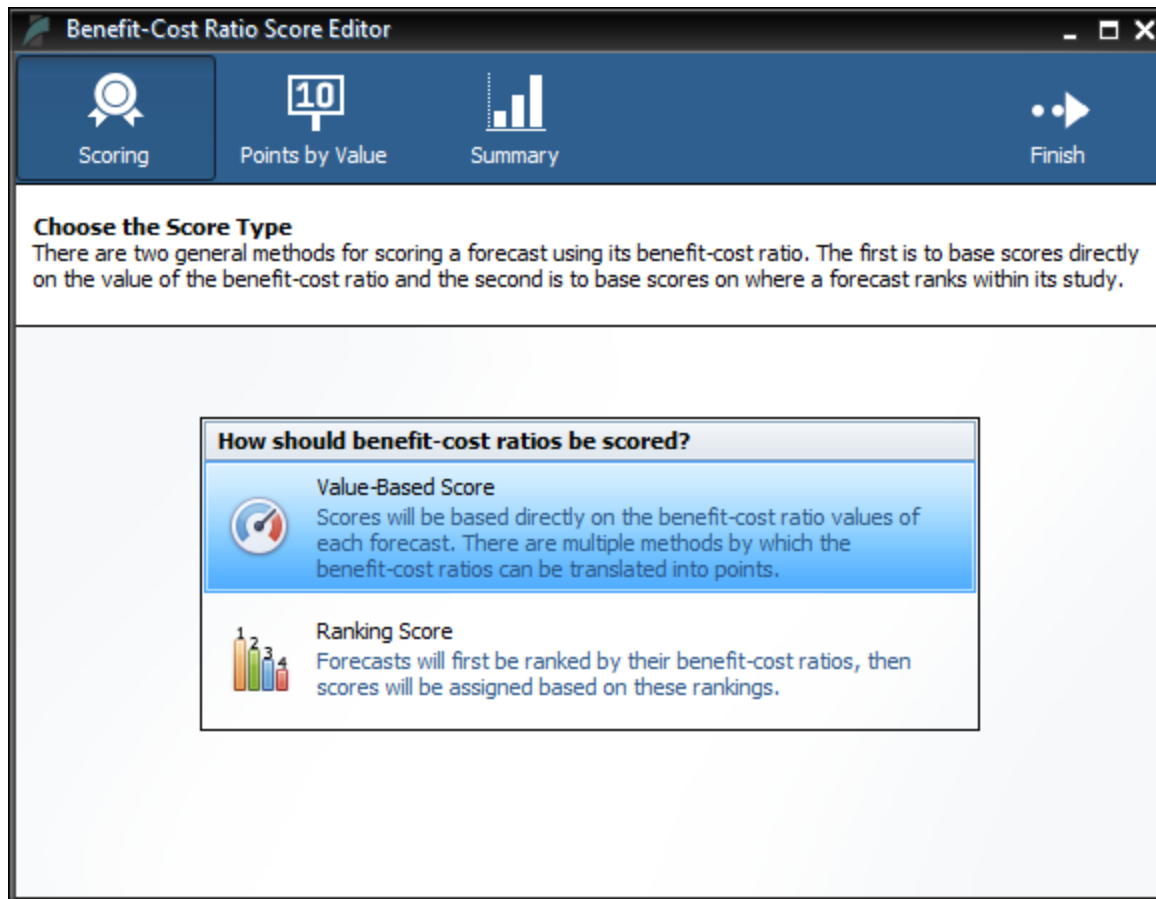 Benefit-Cost Ratio Score Editor
10
Scoring
Points by Value
Summary
Finish
Choose the Score Type
There are two general methods for scoring a forecast using its benefit-cost ratio. The first is to base scores directly
on the value of the benefit-cost ratio and the second is to base scores on where a forecast ranks within its study.
How should benefit-cost ratios be scored?
Value-Based Score
Scores will be based directly on the benefit-cost ratio values of
each forecast. There are multiple methods by which the
benefit-cost ratios can be translated into points.
1 2 3 4
Ranking Score
Forecasts will first be ranked by their benefit-cost ratios, then
scores will be assigned based on these rankings.